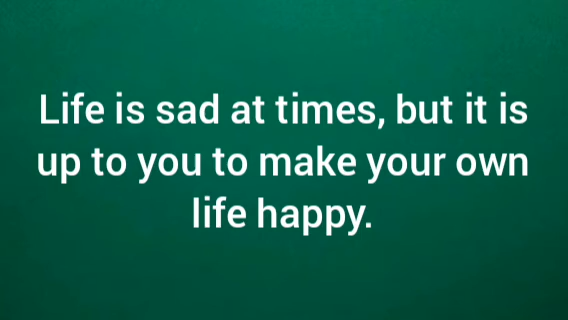 Life is sad at times, but it is
up to you to make your own
life happy.